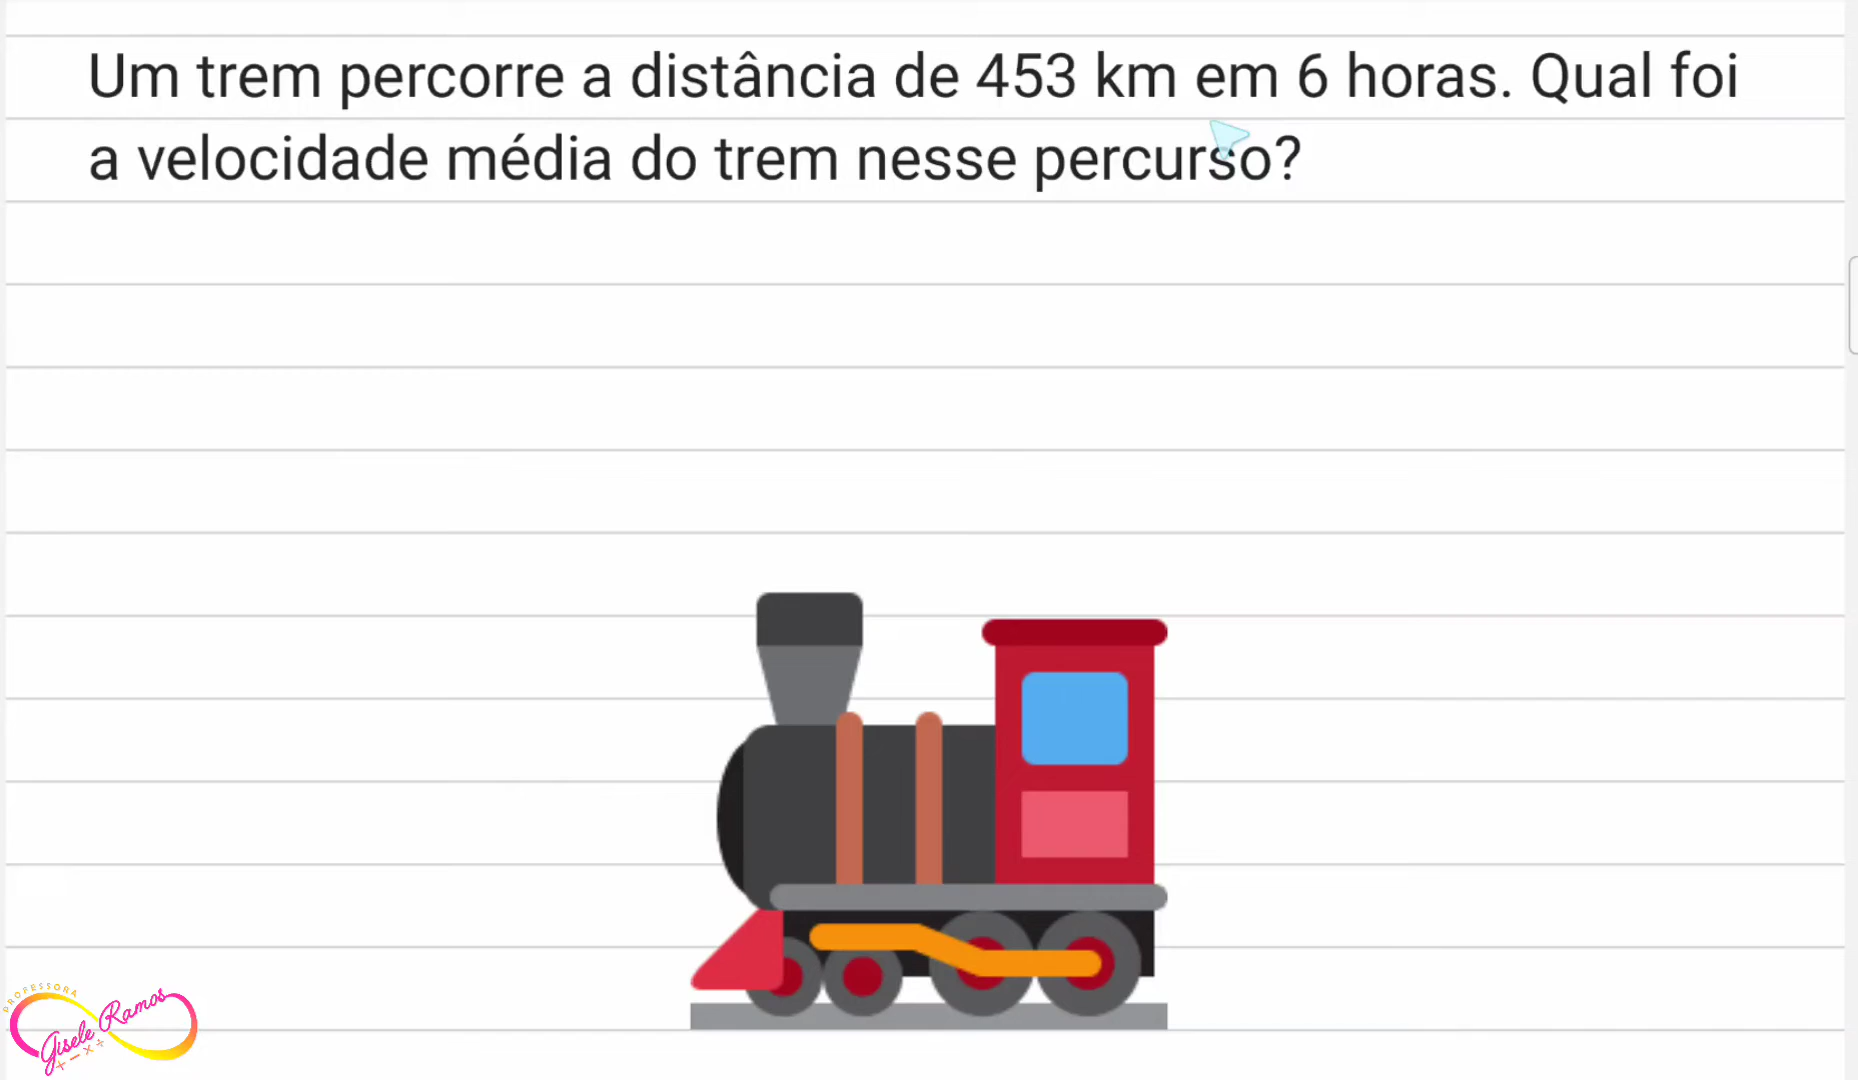 Um trem percorre a distância de 453 km em 6 horas. Qual foi
a velocidade média do trem nesse percurso?
PROFESSORA
Gisele Ramos
+ − × ÷